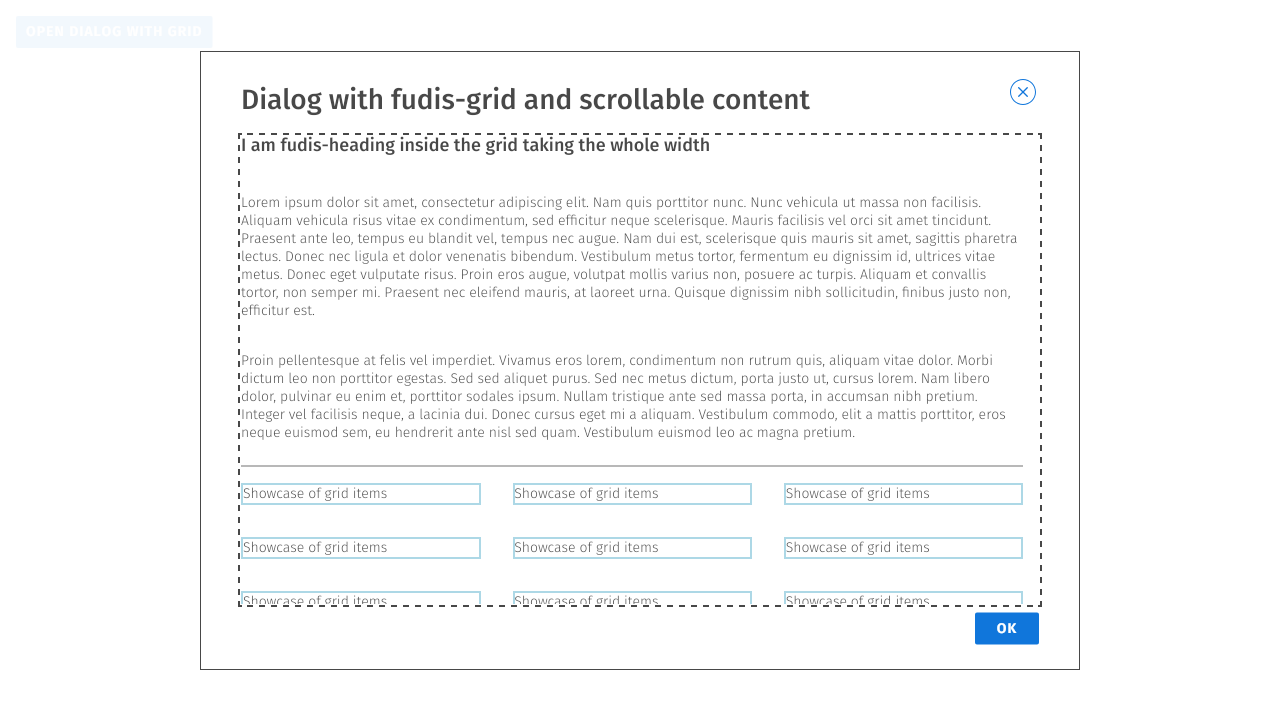 OPEN DIALOG WITH GRID
Dialog with fudis-grid and scrollable content
I am fudis-heading inside the grid taking the whole width
Lorem ipsum dolor sit amet, consectetur adipiscing elit. Nam quis porttitor nunc. Nunc vehicula ut massa non facilisis.
Aliquam vehicula risus vitae ex condimentum, sed efficitur neque scelerisque. Mauris facilisis vel orci sit amet tincidunt.
Praesent ante leo, tempus eu blandit vel, tempus nec augue. Nam dui est, scelerisque quis mauris sit amet, sagittis pharetra
lectus. Donec nec ligula et dolor venenatis bibendum. Vestibulum metus tortor, fermentum eu dignissim id, ultrices vitae
metus. Donec eget vulputate risus. Proin eros augue, volutpat mollis varius non, posuere ac turpis. Aliquam et convallis
tortor, non semper mi. Praesent nec eleifend mauris, at laoreet urna. Quisque dignissim nibh sollicitudin, finibus justo non,
efficitur est.
Proin pellentesque at felis vel imperdiet. Vivamus eros lorem, condimentum non rutrum quis, aliquam vitae dolor. Morbi
dictum leo non porttitor egestas. Sed sed aliquet purus. Sed nec metus dictum, porta justo ut, cursus lorem. Nam libero
dolor, pulvinar eu enim et, porttitor sodales ipsum. Nullam tristique ante sed massa porta, in accumsan nibh pretium.
Integer vel facilisis neque, a lacinia dui. Donec cursus eget mi a aliquam. Vestibulum commodo, elit a mattis porttitor, eros
neque euismod sem, eu hendrerit ante nisl sed quam. Vestibulum euismod leo ac magna pretium.
Showcase of grid items Showcase of grid items Showcase of grid items
Showcase of grid items Showcase of grid items Showcase of grid items
Showcase of grid items Showcase of grid items Showcase of grid items
OK